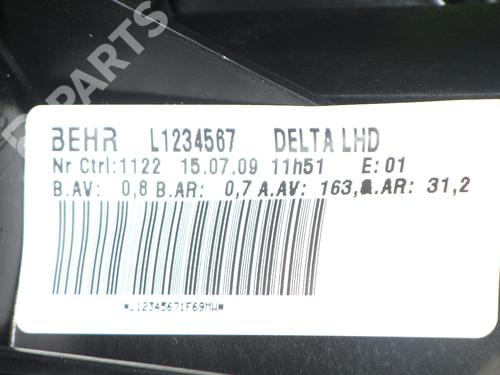 B-PARTS
BEHR L1234567 DELTA LHD
Nr Ctrl:1122 15.07.09 11h51 E:01
B.AV: 0,8 B.AR: 0,7 A.AV: 163, A.AR: 31,2
*L12345671F69MW*